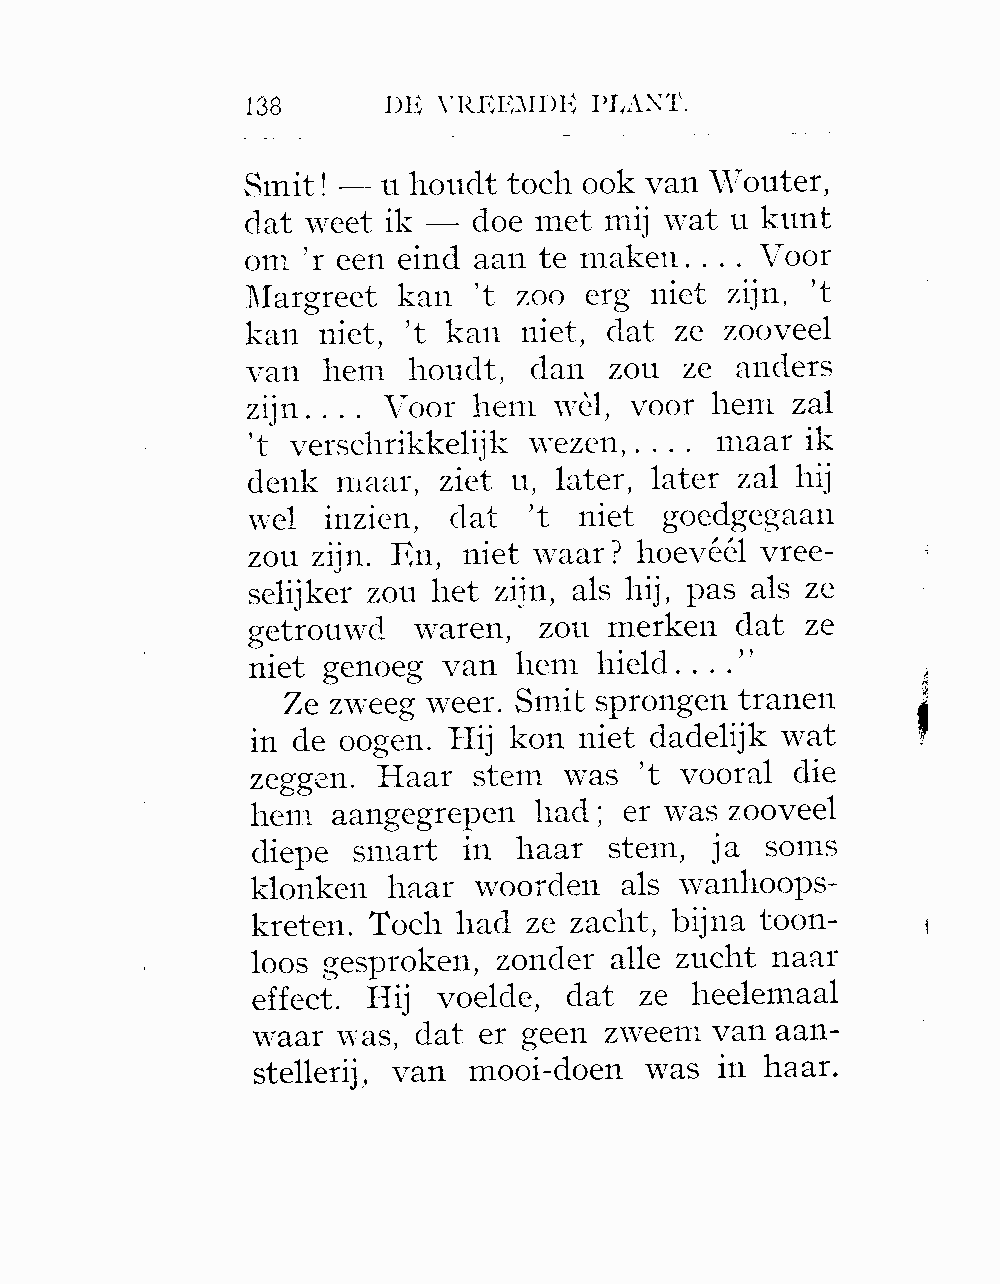 138 DE VREEMDE PLANT.
Smit! — u houdt toch ook van Wouter,
dat weet ik — doe met mij wat u kunt
om 'r een eind aan te maken.... Voor
Margreet kan 't zoo erg niet zijn, 't
kan niet, 't kan niet, dat ze zooveel
van hem houdt, dan zou ze anders
zijn.... Voor hem wèl, voor hem zal
't verschrikkelijk wezen,.... maar ik
denk maar, ziet u, later, later zal hij
wel inzien, dat 't niet goedgegaan
zou zijn. En, niet waar? hoevéél vree-
selijker zou het zijn, als hij, pas als ze
getrouwd waren, zou merken dat ze
niet genoeg van hem hield...."
Ze zweeg weer. Smit sprongen tranen
in de oogen. Hij kon niet dadelijk wat
zeggen. Haar stem was 't vooral die
hem aangegrepen had; er was zooveel
diepe smart in haar stem, ja soms
klonken haar woorden als wanhoops-
kreten. Toch had ze zacht, bijna toon-
loos gesproken, zonder alle zucht naar
effect. Hij voelde, dat ze heelemaal
waar was, dat er geen zweem van aan-
stellerij, van mooi-doen was in haar.